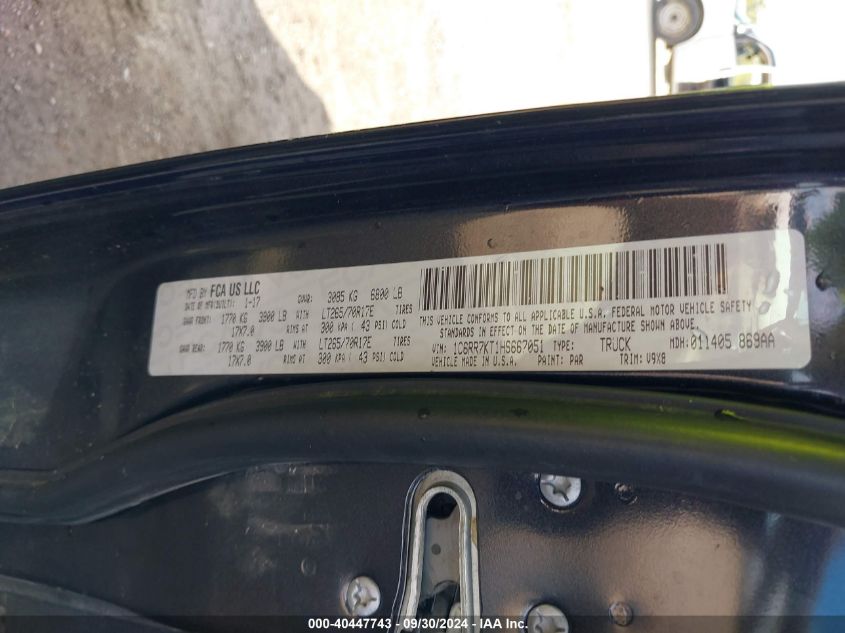 MFD BY FCA US LLC
DATE OF MFR(BUILT): 1-17 GVWR: 3085 KG 6800 LB
GAWR FRONT: 1770 KG 3900 LB WITH LT265/70R17E TIRES
17X7.0 RIMS AT 300 KPA ( 43 PSI) COLD
GAWR REAR: 1770 KG 3900 LB WITH LT265/70R17E TIRES
17X7.0 RIMS AT 300 KPA ( 43 PSI) COLD
THIS VEHICLE CONFORMS TO ALL APPLICABLE U.S.A. FEDERAL MOTOR VEHICLE SAFETY
STANDARDS IN EFFECT ON THE DATE OF MANUFACTURE SHOWN ABOVE.
VIN: 1C6RR7KT1HS667051 TYPE: TRUCK MDH: 011405 869AA
VEHICLE MADE IN U.S.A. PAINT: PAR TRIM: V9X8
000-40447743 - 09/30/2024 - IAA Inc.